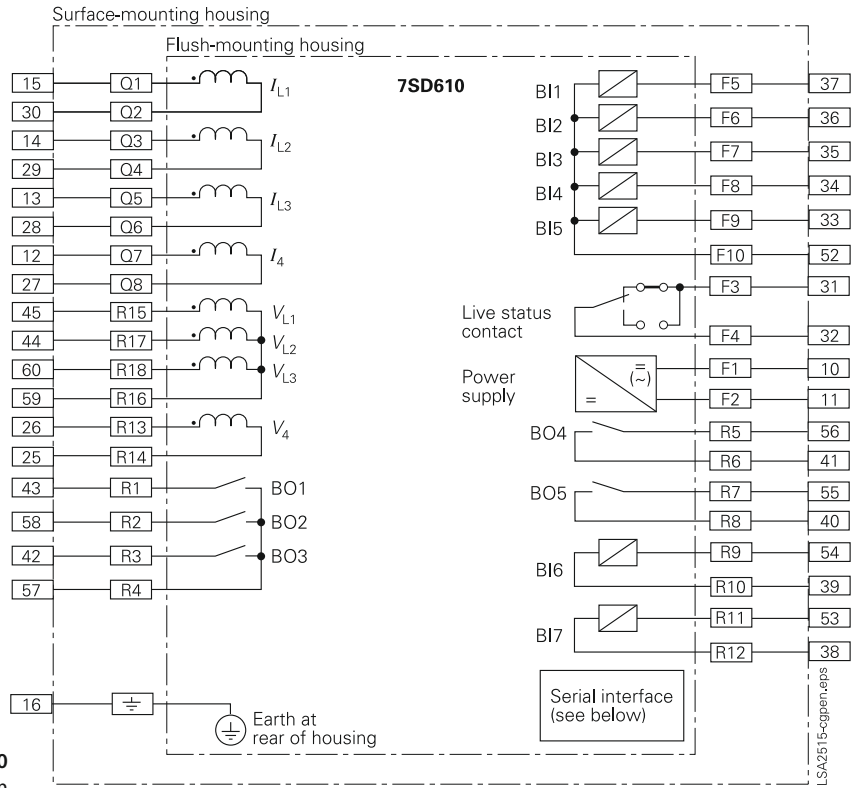 Surface-mounting housing
Flush-mounting housing
7SD610
15 Q1 I_L1
30 Q2
14 Q3 I_L2
29 Q4
13 Q5 I_L3
28 Q6
12 Q7 I_4
27 Q8
45 R15 V_L1
44 R17 V_L2
60 R18 V_L3
59 R16
26 R13 V_4
25 R14
43 R1 BO1
58 R2 BO2
42 R3 BO3
57 R4
16
Earth at
rear of housing
BI1 F5 37
BI2 F6 36
BI3 F7 35
BI4 F8 34
BI5 F9 33
F10 52
F3 31
Live status
contact
F4 32
Power
supply
= (~) =
F1 10
F2 11
BO4 R5 56
R6 41
BO5 R7 55
R8 40
BI6 R9 54
R10 39
BI7 R11 53
R12 38
Serial interface
(see below)
LSA2515-cgpen.eps
0